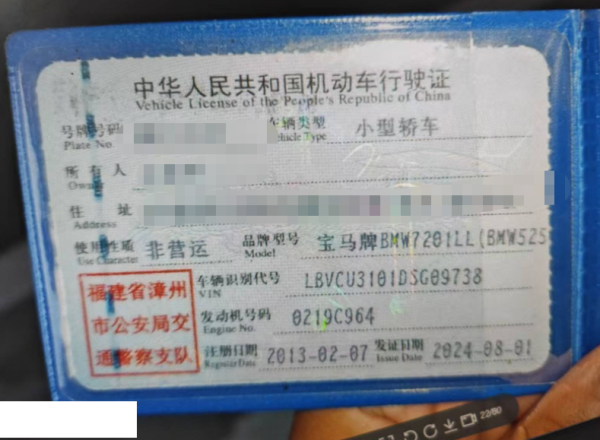 中华人民共和国机动车行驶证
Vehicle License of the People's Republic of China
号牌号码 车辆类型 小型轿车
Plate No. Vehicle Type
所有人
Owner
住 址
Address
使用性质 非营运 品牌型号 宝马牌BMW7201LL(BMW525
Use Character Model
福建省漳州
市公安局交
通警察支队
车辆识别代号 LBVCU3101DSG09738
VIN
发动机号码 0219C964
Engine No.
注册日期 2013-02-07 发证日期 2024-08-01
Register Date Issue Date
22/60